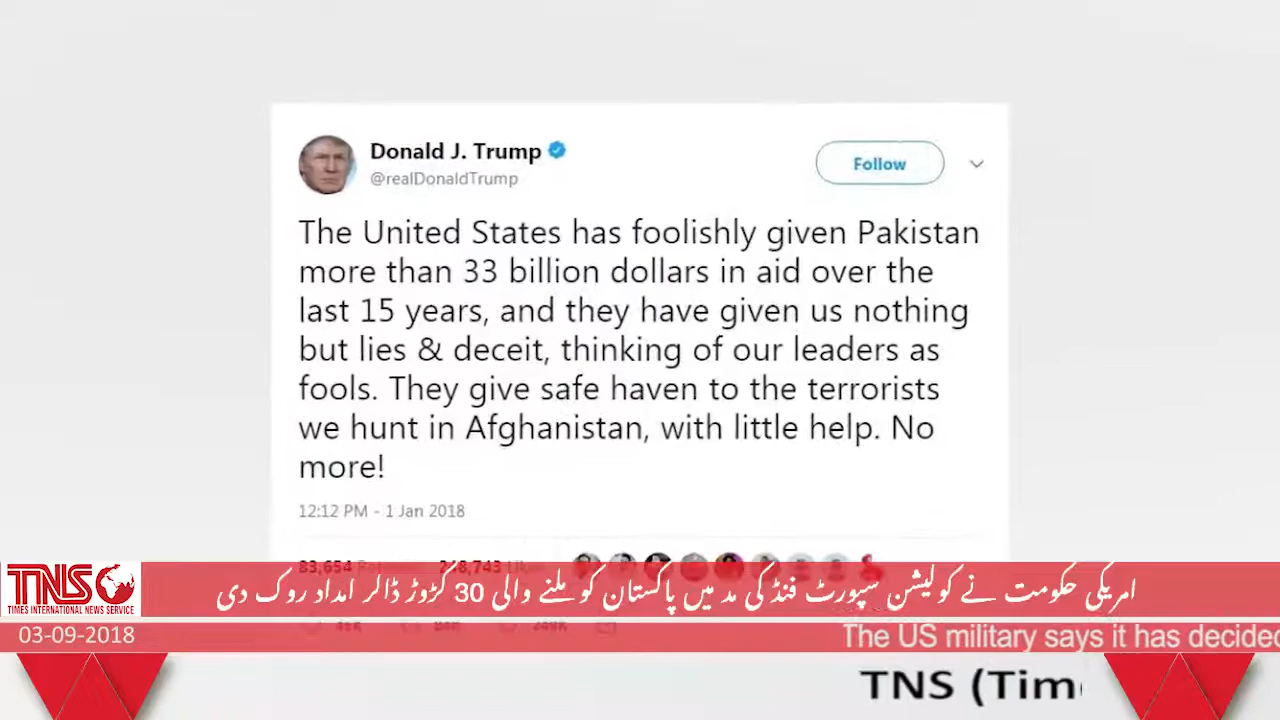 Donald J. Trump
@realDonaldTrump
Follow
The United States has foolishly given Pakistan
more than 33 billion dollars in aid over the
last 15 years, and they have given us nothing
but lies & deceit, thinking of our leaders as
fools. They give safe haven to the terrorists
we hunt in Afghanistan, with little help. No
more!
12:12 PM - 1 Jan 2018
83,654
TNS
TIMES INTERNATIONAL NEWS SERVICE
امریکی حکومت نے کولیشن سپورٹ فنڈ کی مد میں پاکستان کو ملنے والی 30 کڑوڑ ڈالر امداد روک دی
03-09-2018
The US military says it has decided
TNS (Tim